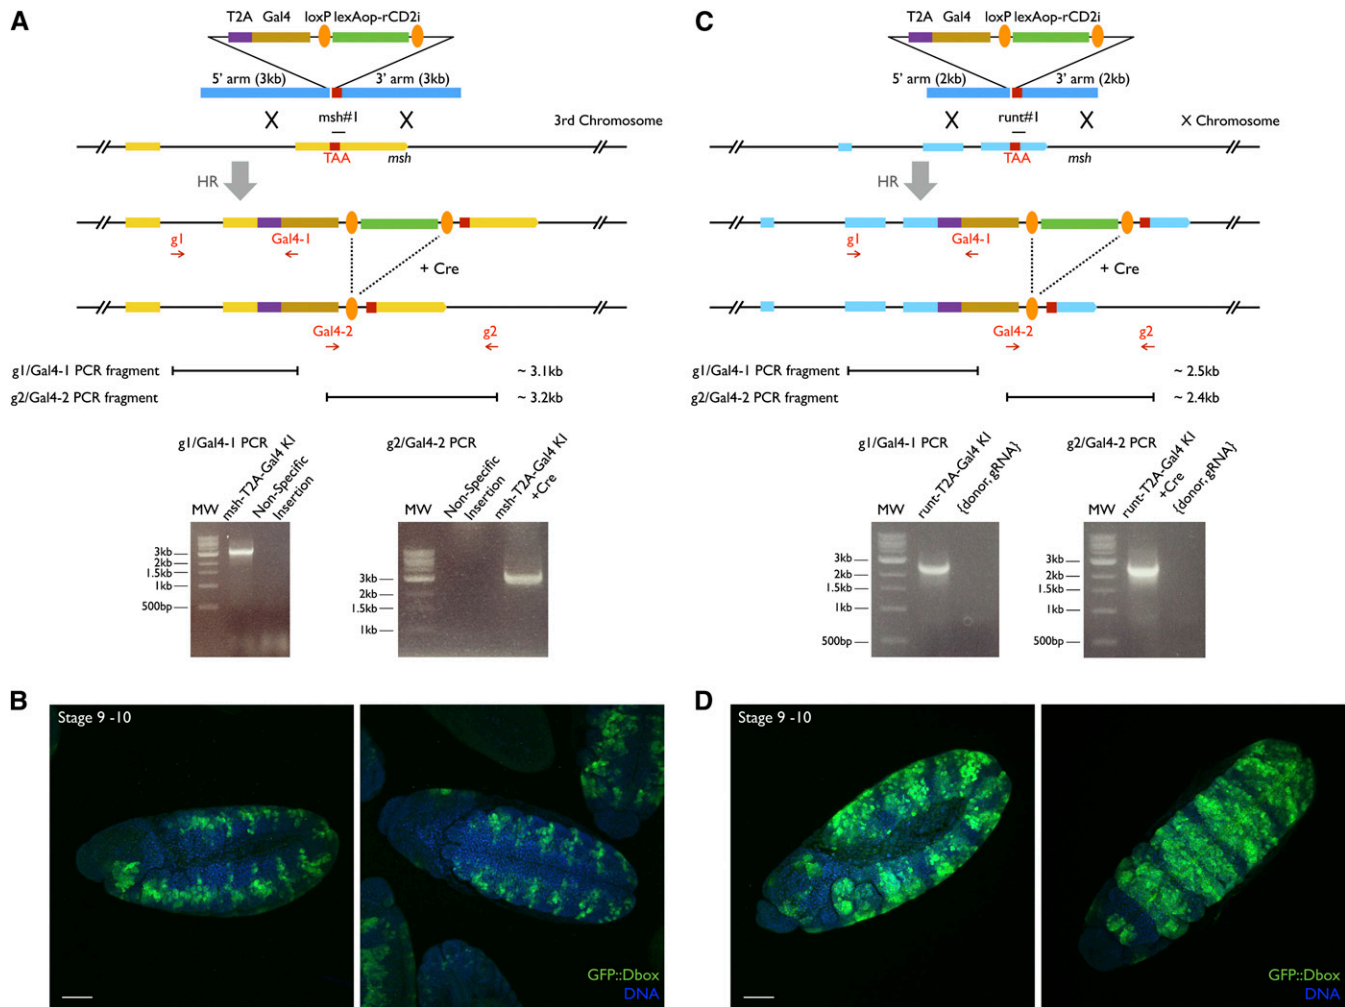 A
T2A Gal4 loxP lexAop-rCD2i
5' arm (3kb) 3' arm (3kb)
msh#1
3rd Chromosome
TAA
msh
HR
g1
Gal4-1
+ Cre
Gal4-2
g2
g1/Gal4-1 PCR fragment
~ 3.1kb
g2/Gal4-2 PCR fragment
~ 3.2kb
g1/Gal4-1 PCR
MW
msh-T2A-Gal4 KI
Non-Specific
Insertion
3kb
2kb
1.5kb
1kb
500bp
g2/Gal4-2 PCR
MW
Non-Specific
Insertion
msh-T2A-Gal4 KI
+Cre
3kb
2kb
1.5kb
1kb
C
T2A Gal4 loxP lexAop-rCD2i
5' arm (2kb) 3' arm (2kb)
runt#1
X Chromosome
TAA
msh
HR
g1
Gal4-1
+ Cre
Gal4-2
g2
g1/Gal4-1 PCR fragment
~ 2.5kb
g2/Gal4-2 PCR fragment
~ 2.4kb
g1/Gal4-1 PCR
MW
runt-T2A-Gal4 KI
{donor, gRNA}
3kb
2kb
1.5kb
1kb
500bp
g2/Gal4-2 PCR
MW
runt-T2A-Gal4 KI
+Cre
{donor, gRNA}
3kb
2kb
1.5kb
1kb
500bp
B
Stage 9 -10
GFP::Dbox
DNA
D
Stage 9 -10
GFP::Dbox
DNA